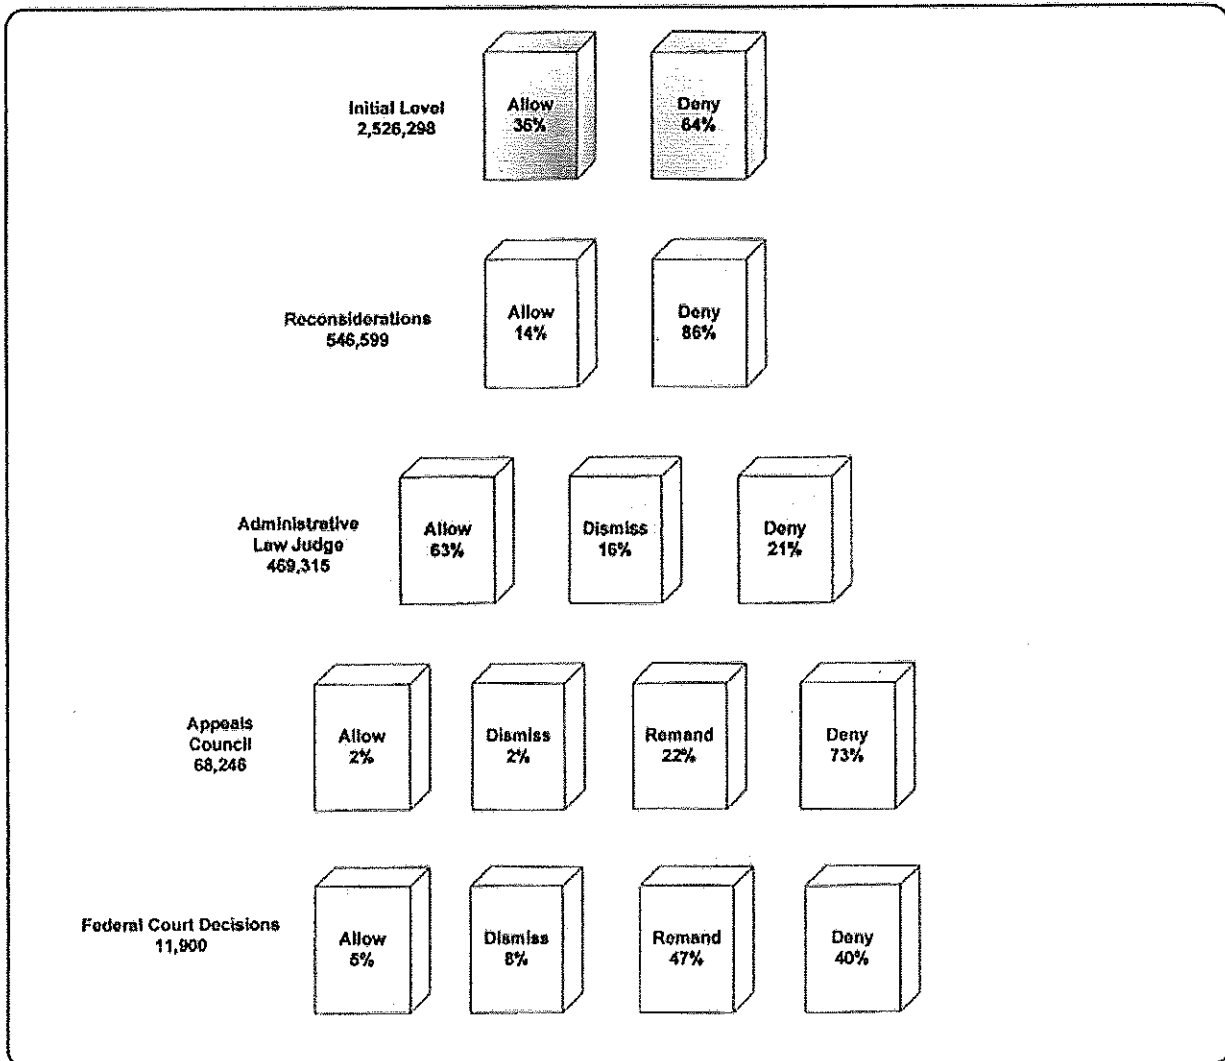 Initial Level
2,526,298
Allow
36%
Deny
64%
Reconsiderations
546,599
Allow
14%
Deny
86%
Administrative
Law Judge
469,315
Allow
63%
Dismiss
16%
Deny
21%
Appeals
Council
68,246
Allow
2%
Dismiss
2%
Remand
22%
Deny
73%
Federal Court Decisions
11,900
Allow
5%
Dismiss
8%
Remand
47%
Deny
40%